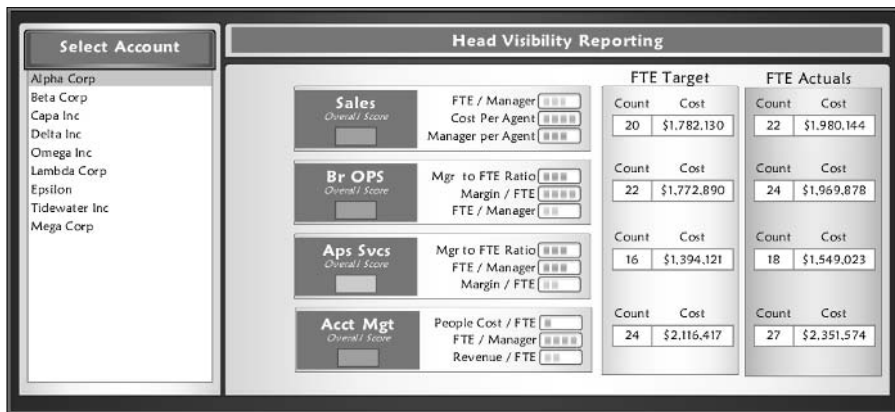 Select Account
Alpha Corp
Beta Corp
Capa Inc
Delta Inc
Omega Inc
Lambda Corp
Epsilon
Tidewater Inc
Mega Corp
Head Visibility Reporting
FTE Target
FTE Actuals
Sales
Overall Score
FTE / Manager
Cost Per Agent
Manager per Agent
Count Cost
20 $1,782,130
Count Cost
22 $1,980,144
Br OPS
Overall Score
Mgr to FTE Ratio
Margin / FTE
FTE / Manager
Count Cost
22 $1,772,890
Count Cost
24 $1,969,878
Aps Svcs
Overall Score
Mgr to FTE Ratio
FTE / Manager
Margin / FTE
Count Cost
16 $1,394,121
Count Cost
18 $1,549,023
Acct Mgt
Overall Score
People Cost / FTE
FTE / Manager
Revenue / FTE
Count Cost
24 $2,116,417
Count Cost
27 $2,351,574